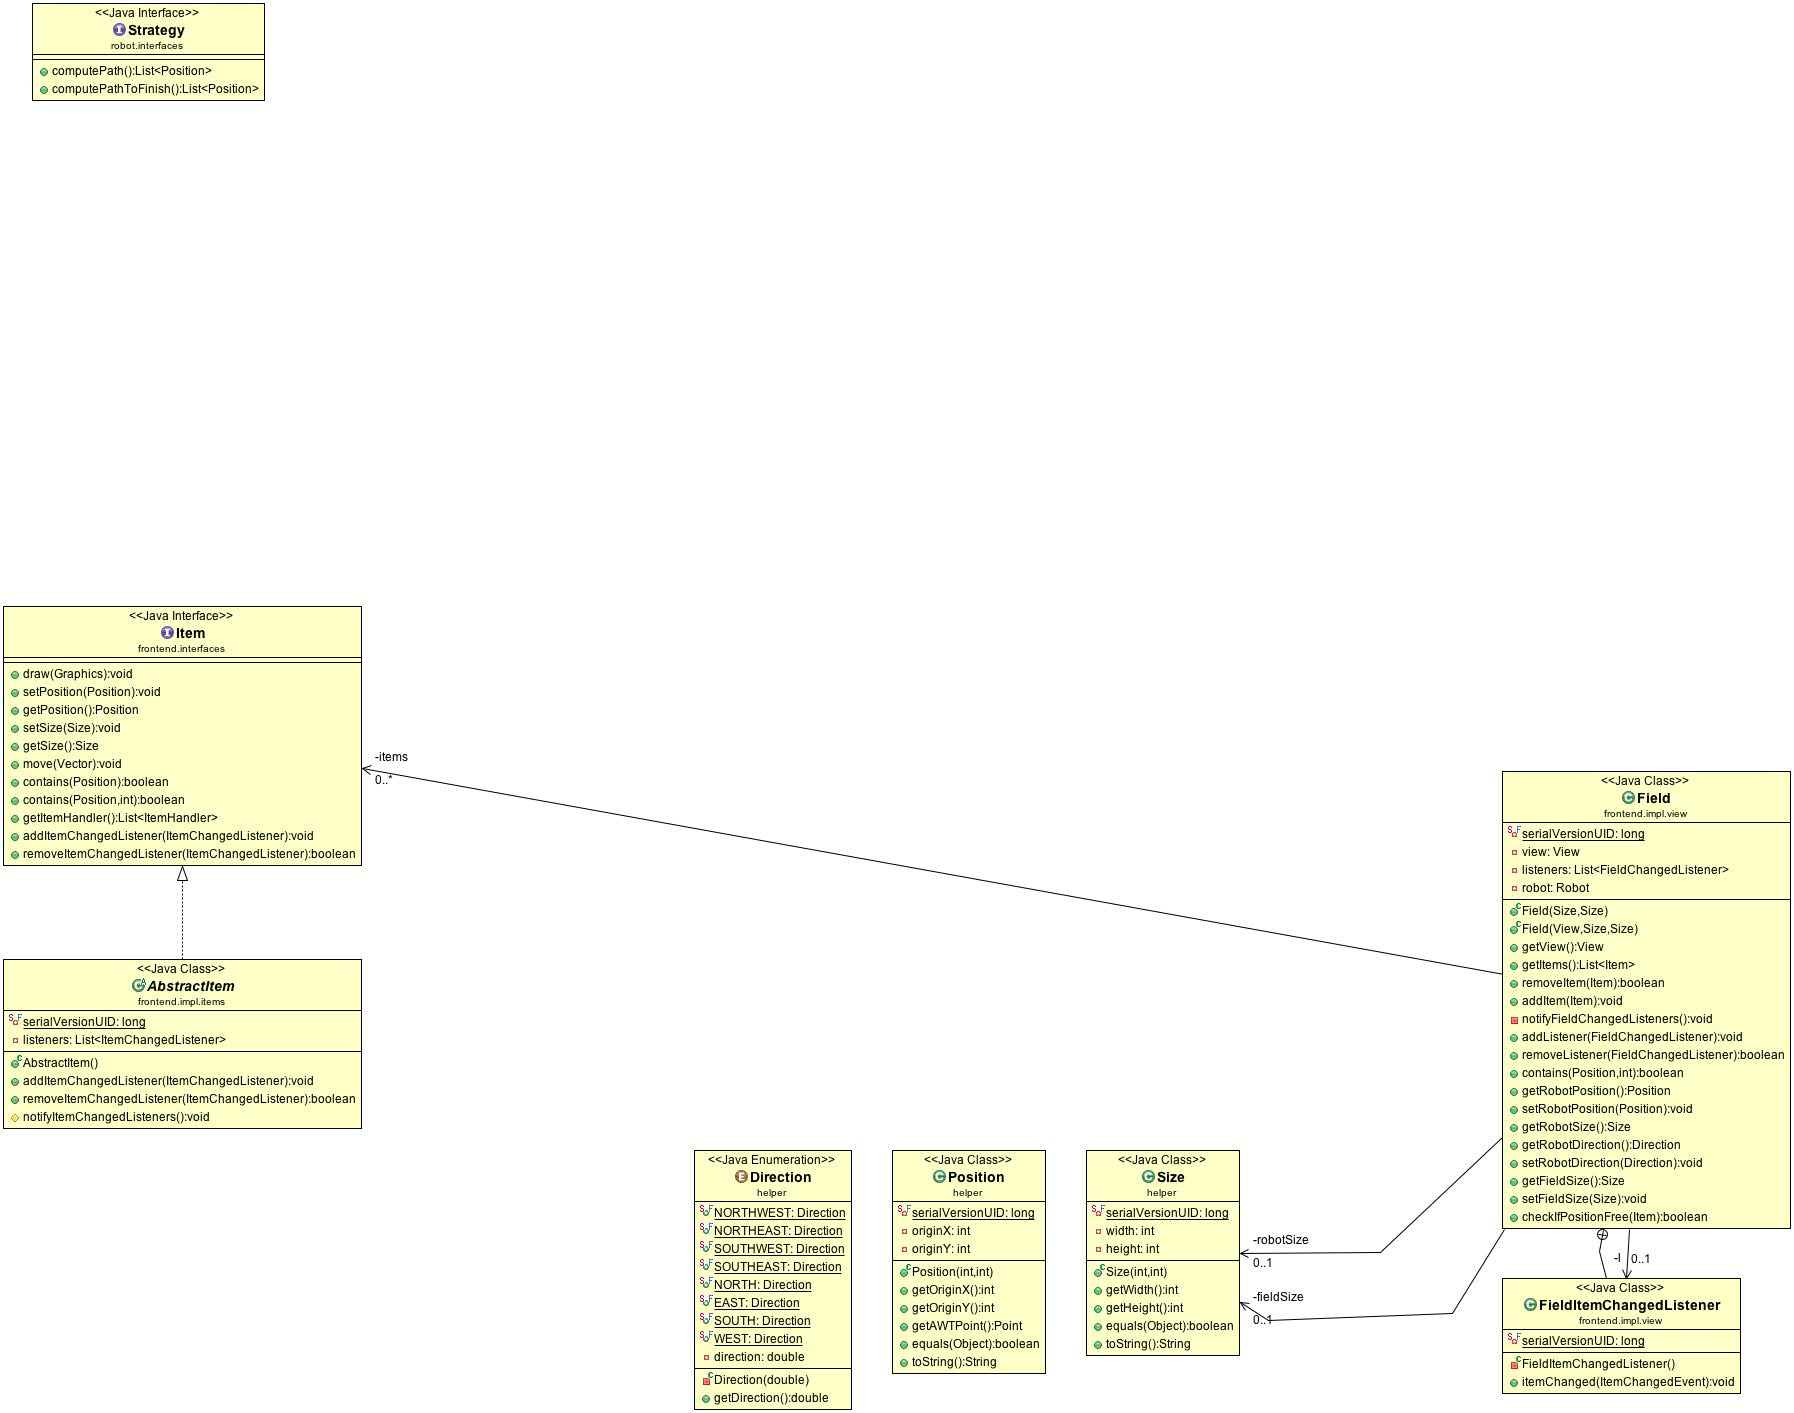 <<Java Interface>>
Strategy
robot.interfaces
computePath():List<Position>
computePathToFinish():List<Position>
<<Java Interface>>
Item
frontend.interfaces
draw(Graphics):void
setPosition(Position):void
getPosition():Position
setSize(Size):void
getSize():Size
move(Vector):void
contains(Position):boolean
contains(Position,int):boolean
getItemHandler():List<ItemHandler>
addItemChangedListener(ItemChangedListener):void
removeItemChangedListener(ItemChangedListener):boolean
-items
0..*
<<Java Class>>
AbstractItem
frontend.impl.items
serialVersionUID: long
listeners: List<ItemChangedListener>
AbstractItem()
addItemChangedListener(ItemChangedListener):void
removeItemChangedListener(ItemChangedListener):boolean
notifyItemChangedListeners():void
<<Java Enumeration>>
Direction
helper
NORTHWEST: Direction
NORTHEAST: Direction
SOUTHWEST: Direction
SOUTHEAST: Direction
NORTH: Direction
EAST: Direction
SOUTH: Direction
WEST: Direction
direction: double
Direction(double)
getDirection():double
<<Java Class>>
Position
helper
serialVersionUID: long
originX: int
originY: int
Position(int,int)
getOriginX():int
getOriginY():int
getAWTPoint():Point
equals(Object):boolean
toString():String
<<Java Class>>
Size
helper
serialVersionUID: long
width: int
height: int
Size(int,int)
getWidth():int
getHeight():int
equals(Object):boolean
toString():String
-robotSize
0..1
-fieldSize
0..1
<<Java Class>>
Field
frontend.impl.view
serialVersionUID: long
view: View
listeners: List<FieldChangedListener>
robot: Robot
Field(Size,Size)
Field(View,Size,Size)
getView():View
getItems():List<Item>
removeItem(Item):boolean
addItem(Item):void
notifyFieldChangedListeners():void
addListener(FieldChangedListener):void
removeListener(FieldChangedListener):boolean
contains(Position,int):boolean
getRobotPosition():Position
setRobotPosition(Position):void
getRobotSize():Size
getRobotDirection():Direction
setRobotDirection(Direction):void
getFieldSize():Size
setFieldSize(Size):void
checkIfPositionFree(Item):boolean
-l
0..1
<<Java Class>>
FieldItemChangedListener
frontend.impl.view
serialVersionUID: long
FieldItemChangedListener()
itemChanged(ItemChangedEvent):void